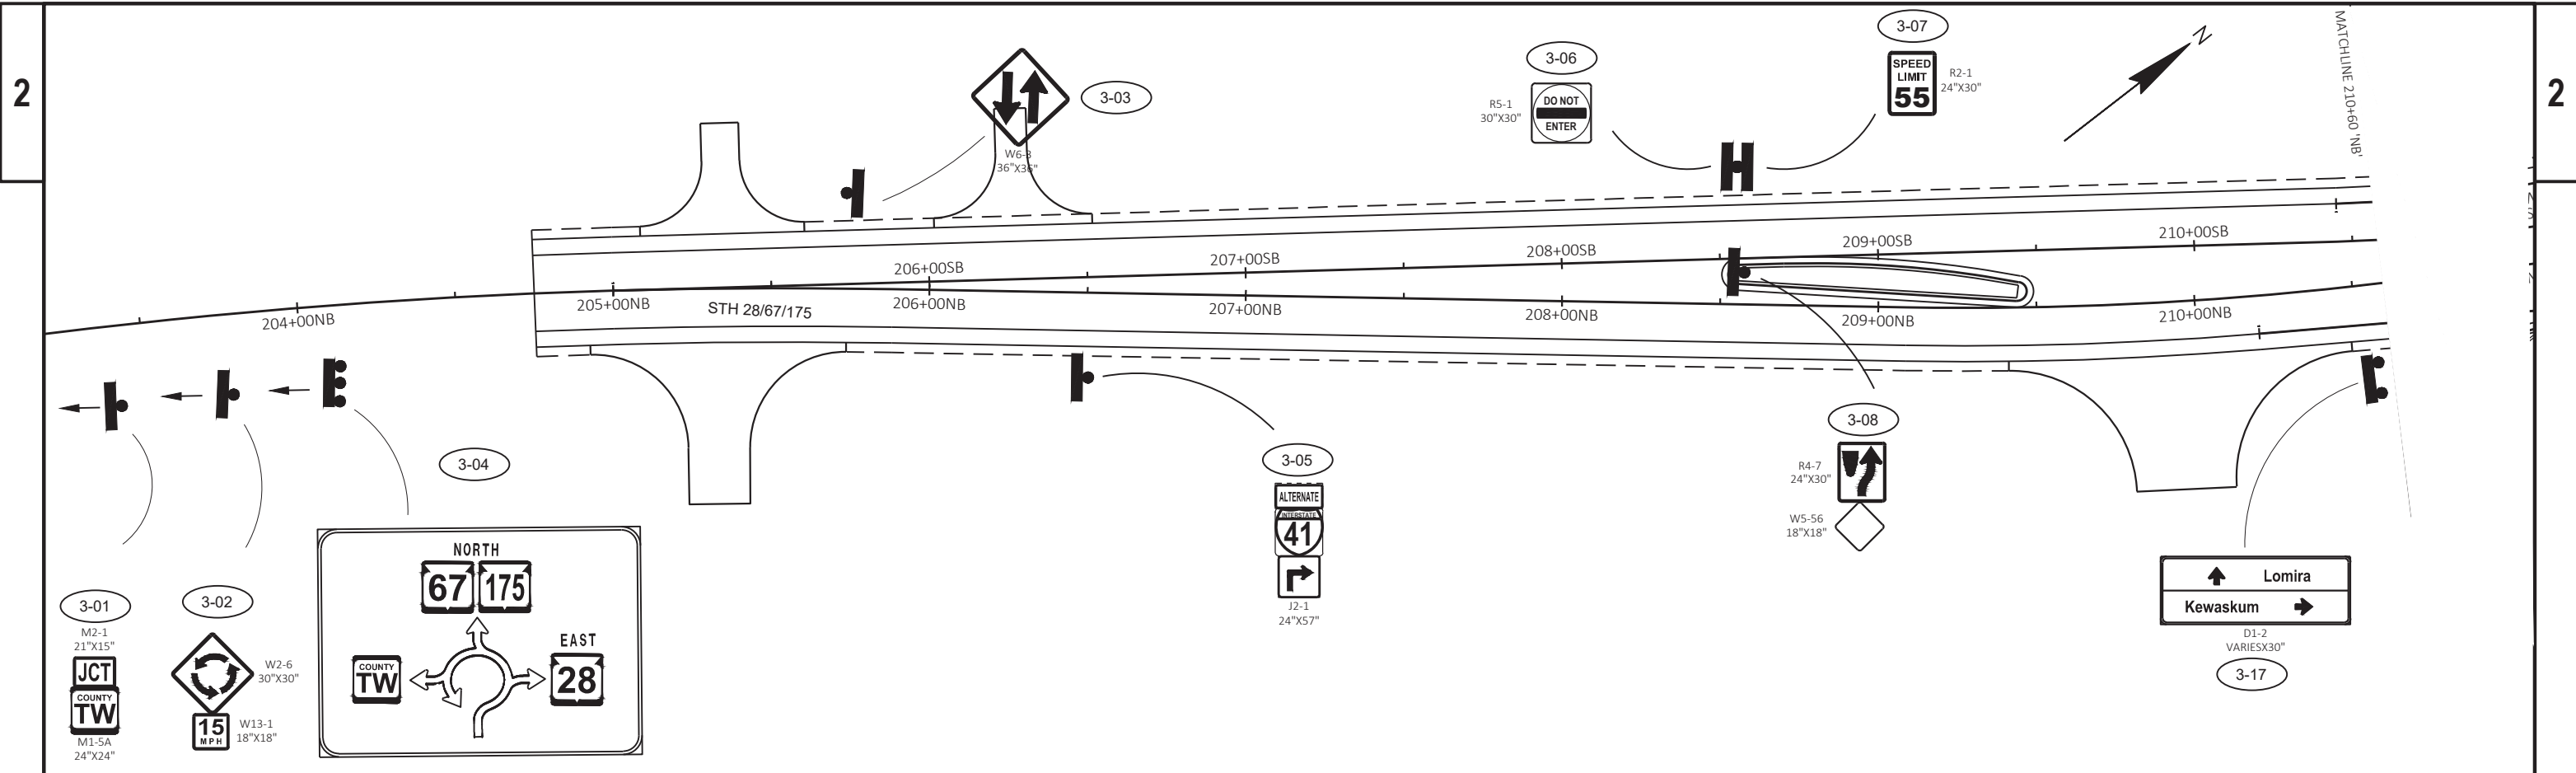 2
3-03
W6-3
36"X36"
3-06
R5-1
30"X30"
DO NOT
ENTER
3-07
SPEED
LIMIT
55
R2-1
24"X30"
N
MATCHLINE 210+60 'NB'
2
204+00NB
205+00NB
STH 28/67/175
206+00SB
206+00NB
207+00SB
207+00NB
208+00SB
208+00NB
209+00SB
209+00NB
210+00SB
210+00NB
3-01
M2-1
21"X15"
JCT
COUNTY
TW
M1-5A
24"X24"
3-02
W2-6
30"X30"
15
MPH
W13-1
18"X18"
3-04
NORTH
67 175
EAST
28
COUNTY
TW
3-05
ALTERNATE
INTERSTATE
41
J2-1
24"X57"
3-08
R4-7
24"X30"
W5-56
18"X18"
Lomira
Kewaskum
D1-2
VARIESX30"
3-17